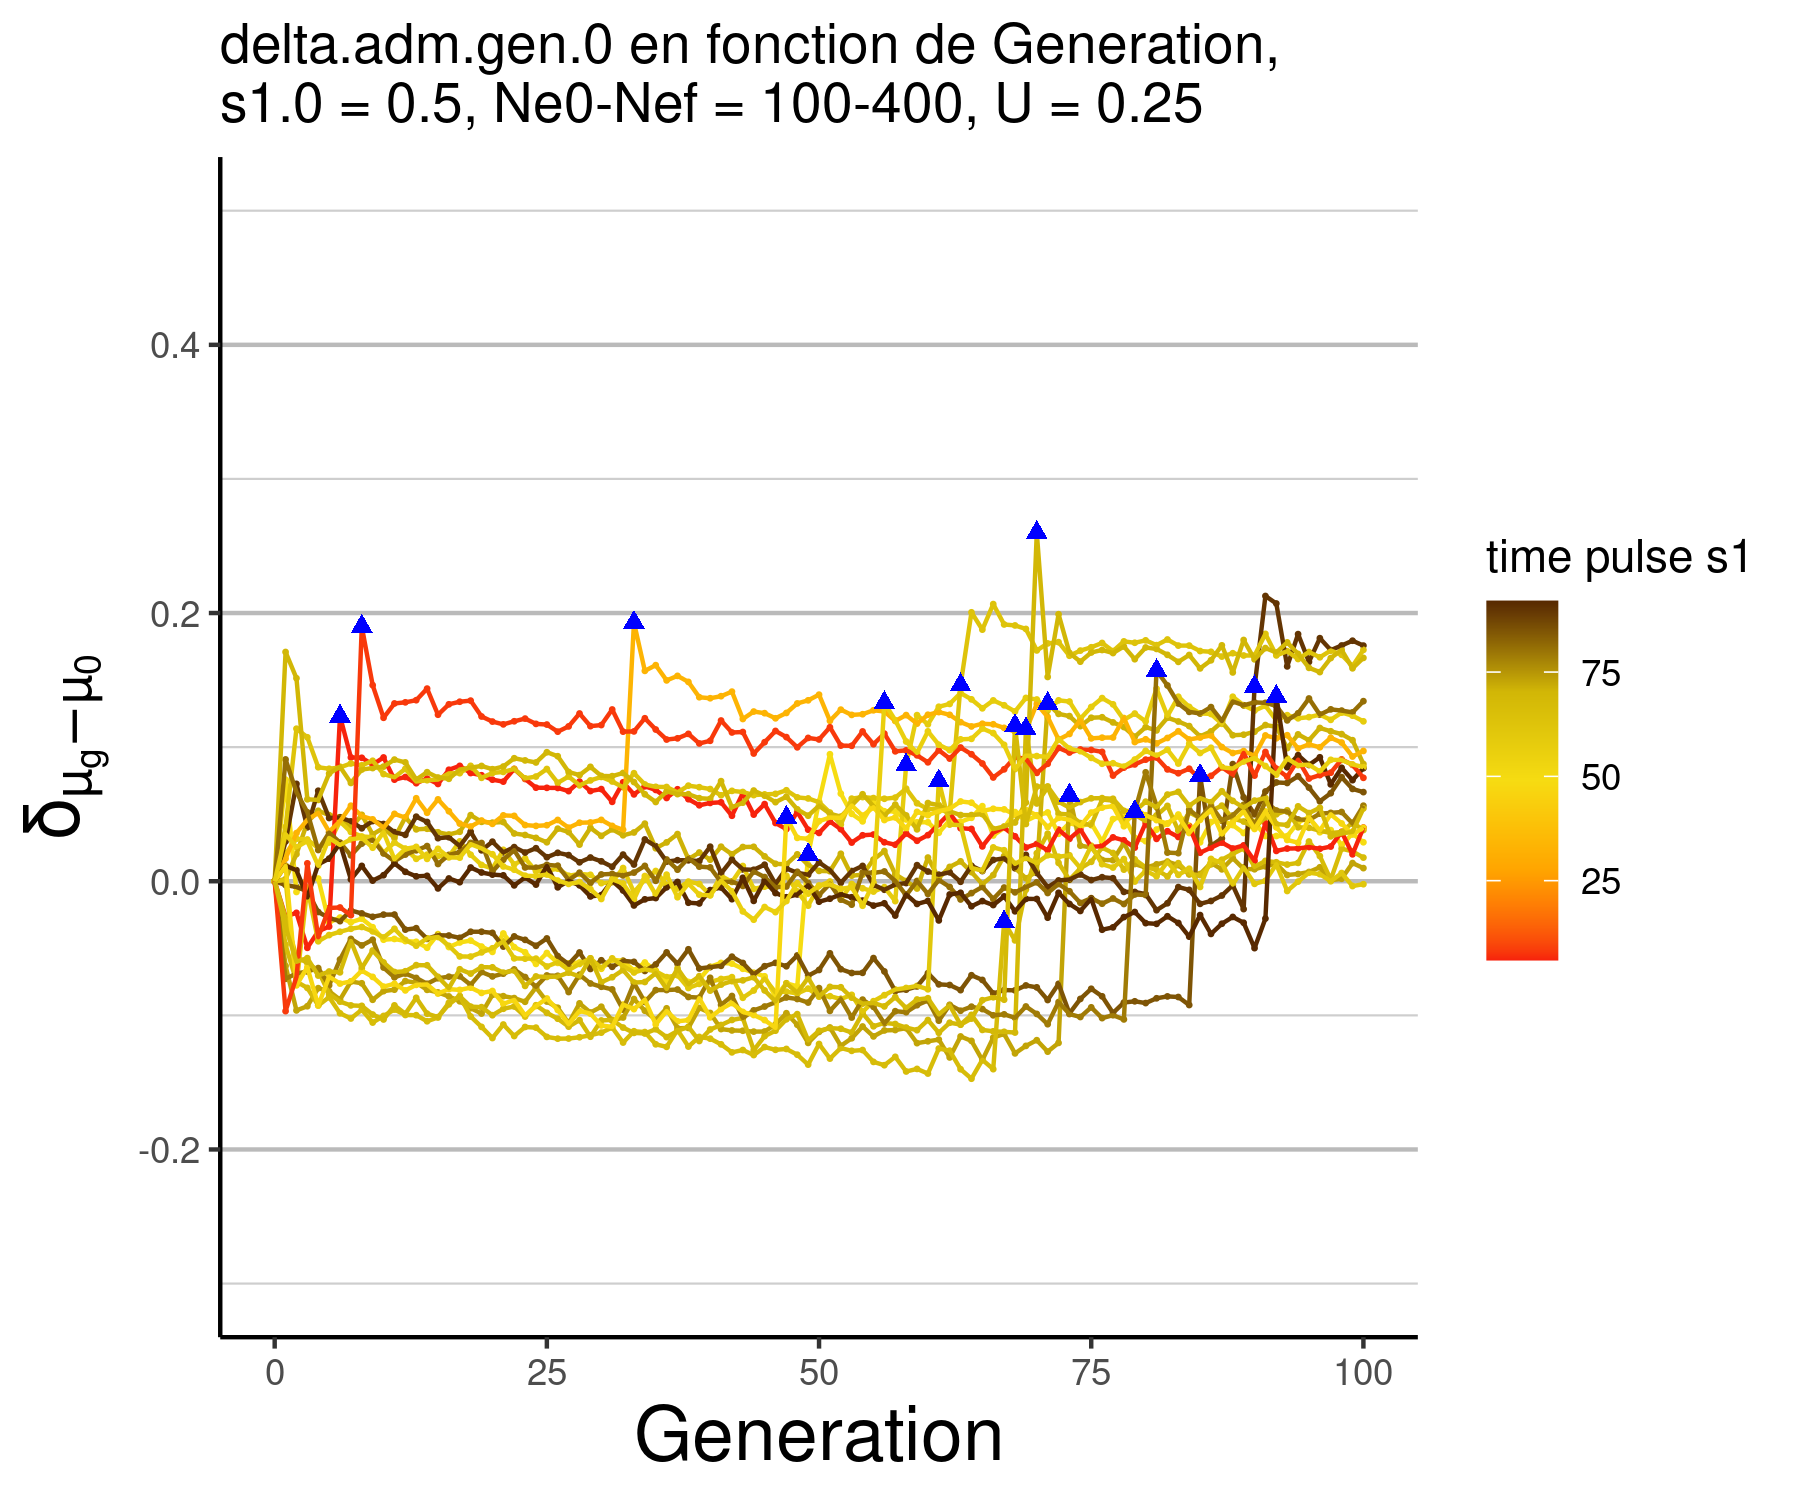 delta.adm.gen.0 en fonction de Generation,
s1.0 = 0.5, Ne0-Nef = 100-400, U = 0.25
δμg−μ0
0.4
0.2
0.0
-0.2
0
25
50
75
100
Generation
time pulse s1
75
50
25